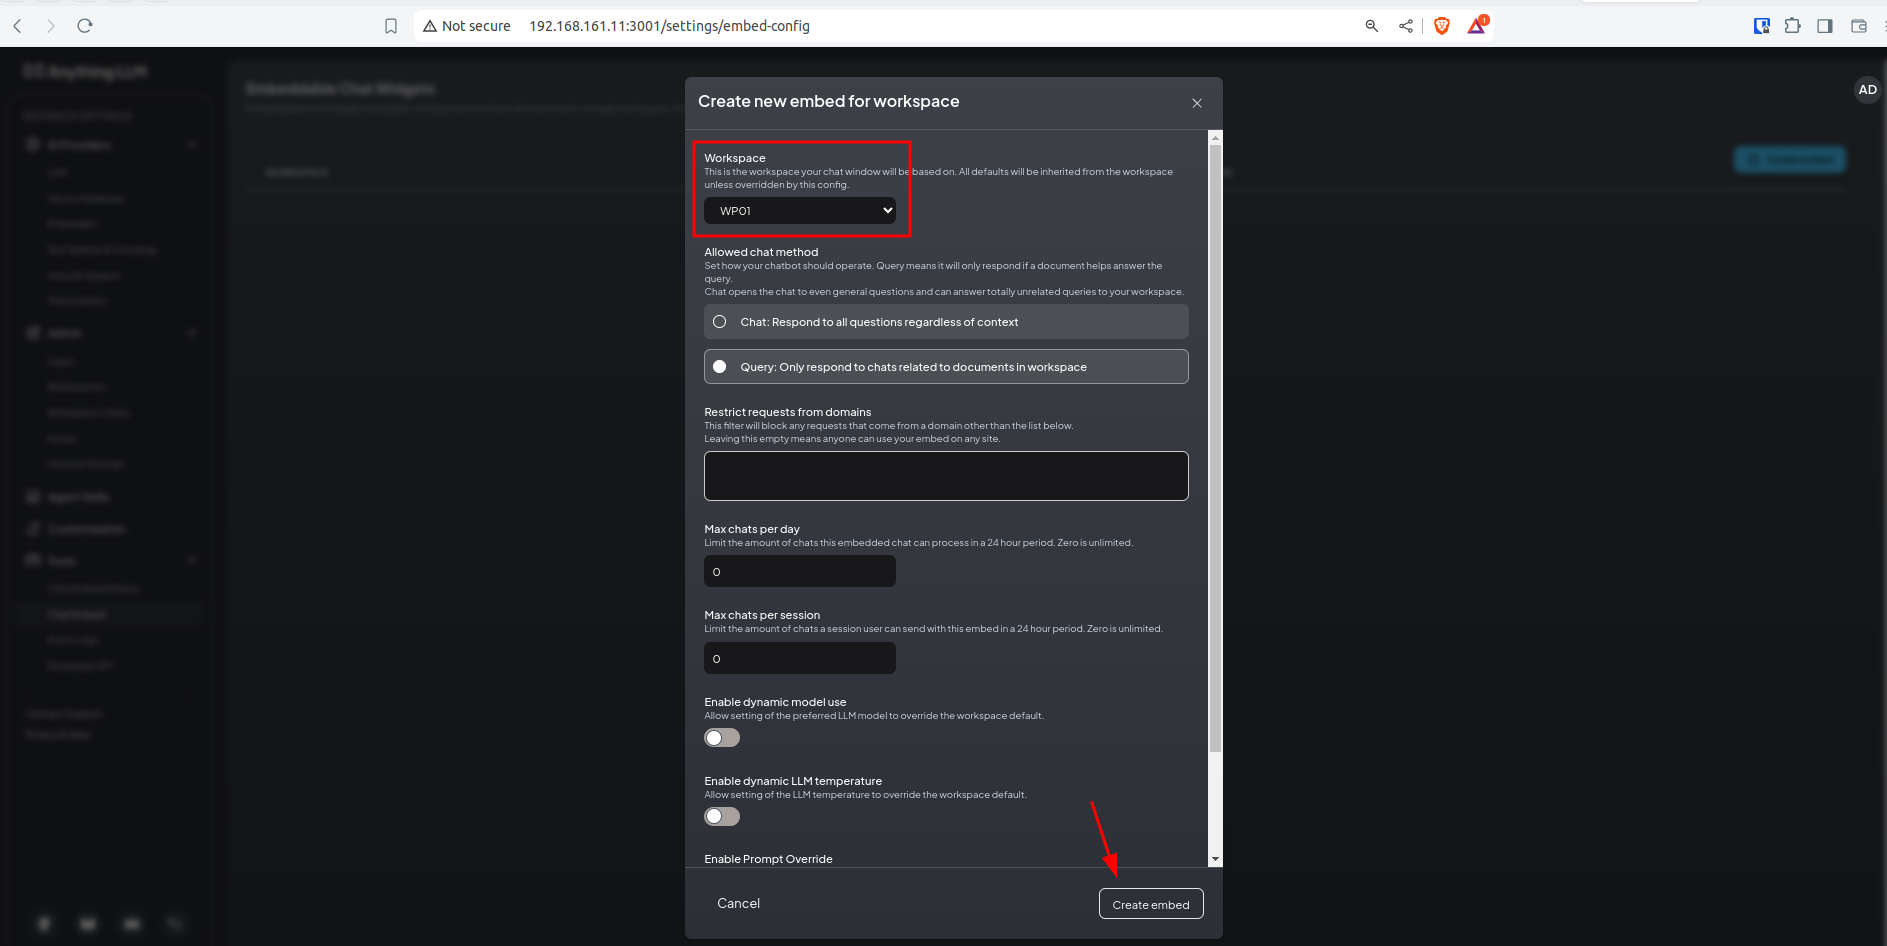 Not secure 192.168.161.11:3001/settings/embed-config
1
AnythingLLM
Embeddable Chat Widgets
AD
Create new embed for workspace
Workspace
This is the workspace your chat window will be based on. All defaults will be inherited from the workspace
unless overridden by this config.
WP01
Allowed chat method
Set how your chatbot should operate. Query means it will only respond if a document helps answer the
query.
Chat opens the chat to even general questions and can answer totally unrelated queries to your workspace.
Chat: Respond to all questions regardless of context
Query: Only respond to chats related to documents in workspace
Restrict requests from domains
This filter will block any requests that come from a domain other than the list below.
Leaving this empty means anyone can use your embed on any site.
Max chats per day
Limit the amount of chats this embedded chat can process in a 24 hour period. Zero is unlimited.
0
Max chats per session
Limit the amount of chats a session user can send with this embed in a 24 hour period. Zero is unlimited.
0
Enable dynamic model use
Allow setting of the preferred LLM model to override the workspace default.
Enable dynamic LLM temperature
Allow setting of the LLM temperature to override the workspace default.
Enable Prompt Override
Cancel
Create embed